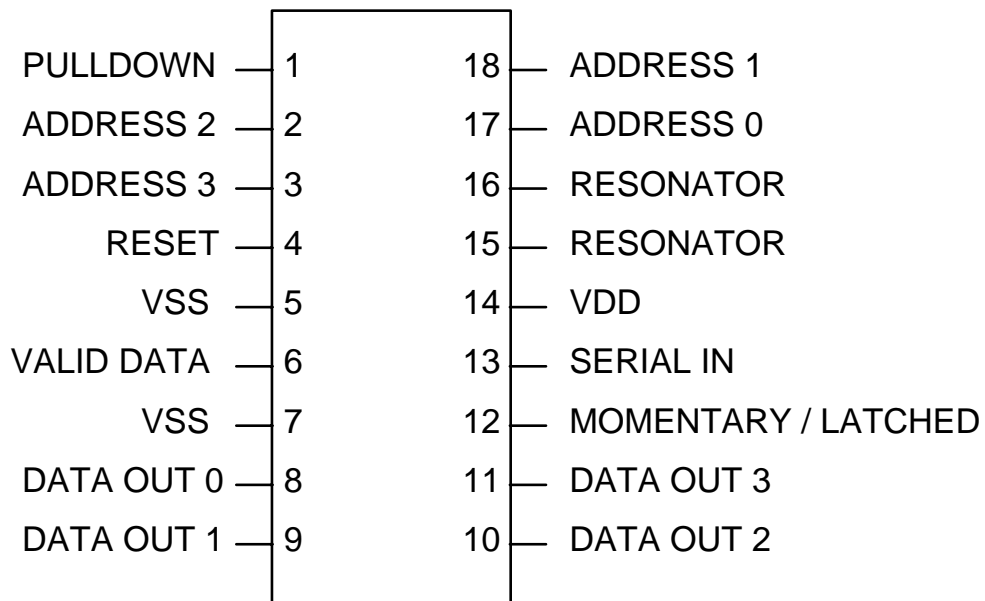 PULLDOWN 1 18 ADDRESS 1
ADDRESS 2 2 17 ADDRESS 0
ADDRESS 3 3 16 RESONATOR
RESET 4 15 RESONATOR
VSS 5 14 VDD
VALID DATA 6 13 SERIAL IN
VSS 7 12 MOMENTARY / LATCHED
DATA OUT 0 8 11 DATA OUT 3
DATA OUT 1 9 10 DATA OUT 2